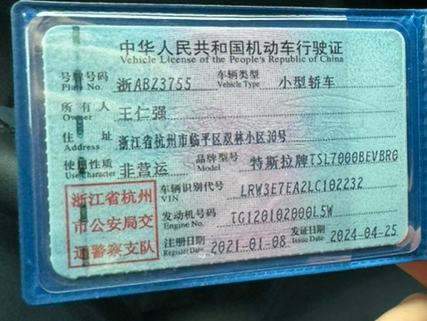 中华人民共和国机动车行驶证
Vehicle License of the People's Republic of China
号牌号码 浙ABZ3755 车辆类型 小型轿车
Plate No. Vehicle Type
所有人 王仁强
Owner
住址 浙江省杭州市临平区双林小区30号
Address
使用性质 非营运 品牌型号 特斯拉牌TSL7000BEVBR0
Use Character Model
车辆识别代号 LRW3E7EA2LC102232
VIN
发动机号码 TG120102000L5W
Engine No.
注册日期 2021-01-08 发证日期 2024-04-25
Register Date Issue Date
浙江省杭州
市公安局交
通警察支队